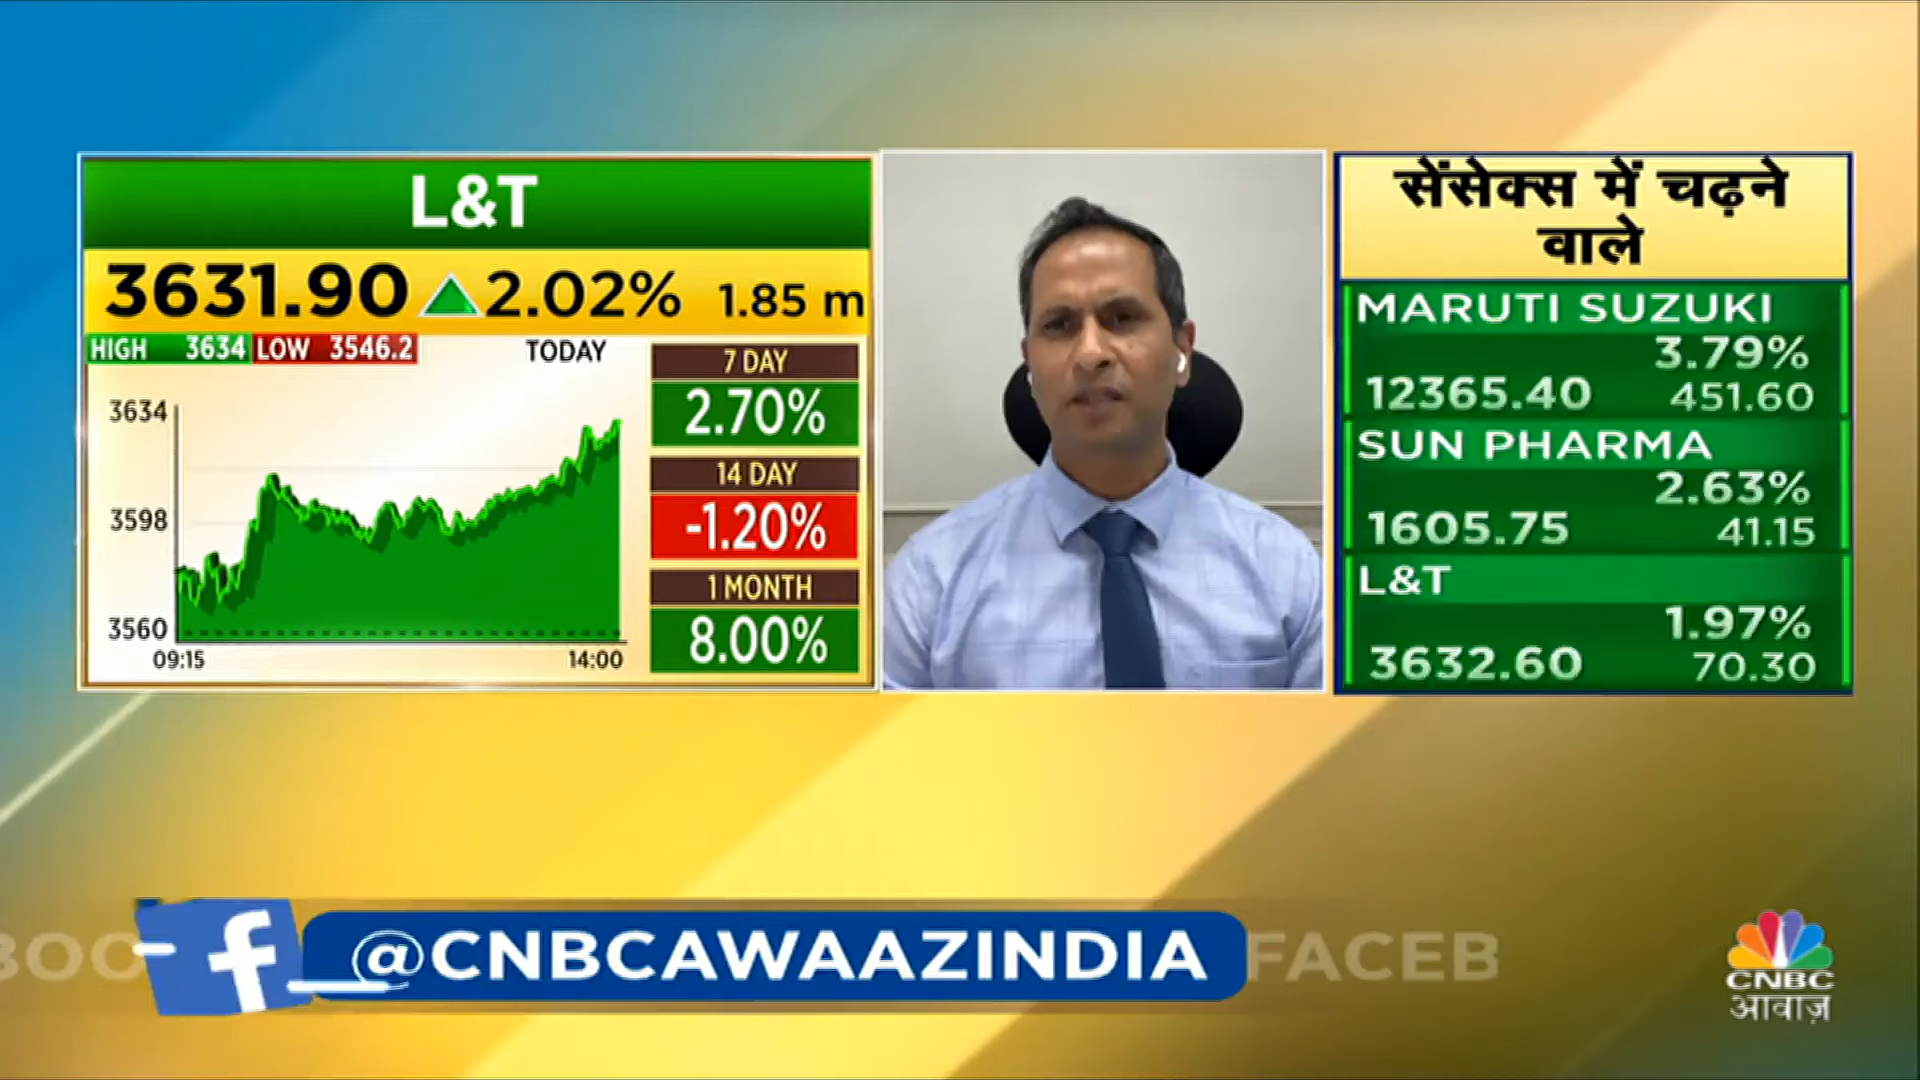 L&T
3631.90 2.02% 1.85 m
HIGH 3634 LOW 3546.2 TODAY
3634
3598
3560
09:15 14:00
7 DAY
2.70%
14 DAY
-1.20%
1 MONTH
8.00%
सेंसेक्स में चढ़ने
वाले
MARUTI SUZUKI
3.79%
12365.40 451.60
SUN PHARMA
2.63%
1605.75 41.15
L&T
1.97%
3632.60 70.30
BOO f @CNBCAWAAZINDIA FACEB
CNBC
आवाज़